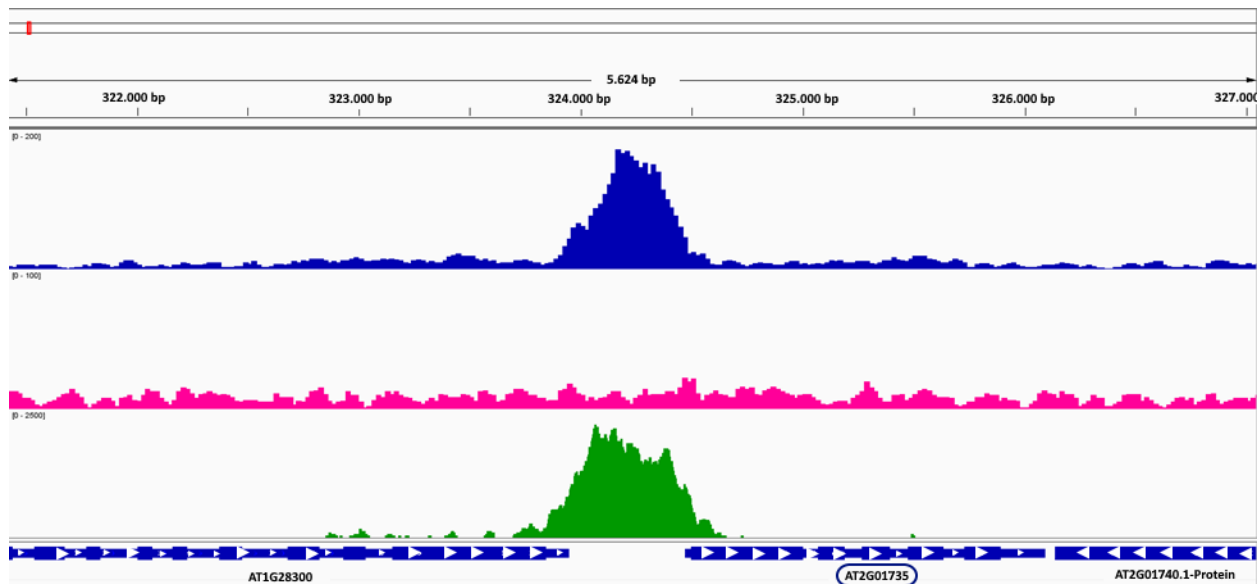 5.624 bp
322.000 bp 323.000 bp 324.000 bp 325.000 bp 326.000 bp 327.000
[0 - 200]
[0 - 100]
[0 - 2500]
AT1G28300 AT2G01735 AT2G01740.1-Protein